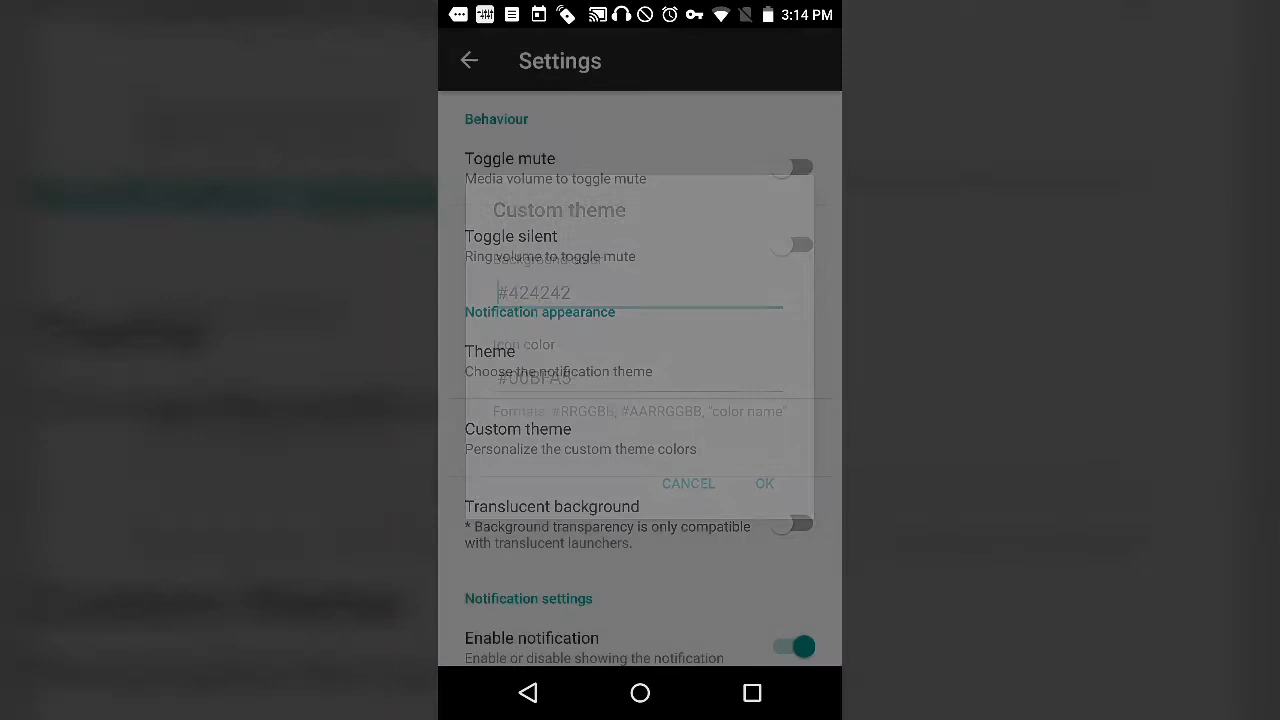 3:14 PM
Settings
Behaviour
Toggle mute
Media volume to toggle mute
Custom theme
Toggle silent
Ring volume to toggle mute
Background color
#424242
Notification appearance
Icon color
Theme
Choose the notification theme
#00BFA5
Formats: #RRGGBB, #AARRGGBB, "color name"
Custom theme
Personalize the custom theme colors
CANCEL OK
Translucent background
* Background transparency is only compatible
with translucent launchers.
Notification settings
Enable notification
Enable or disable showing the notification